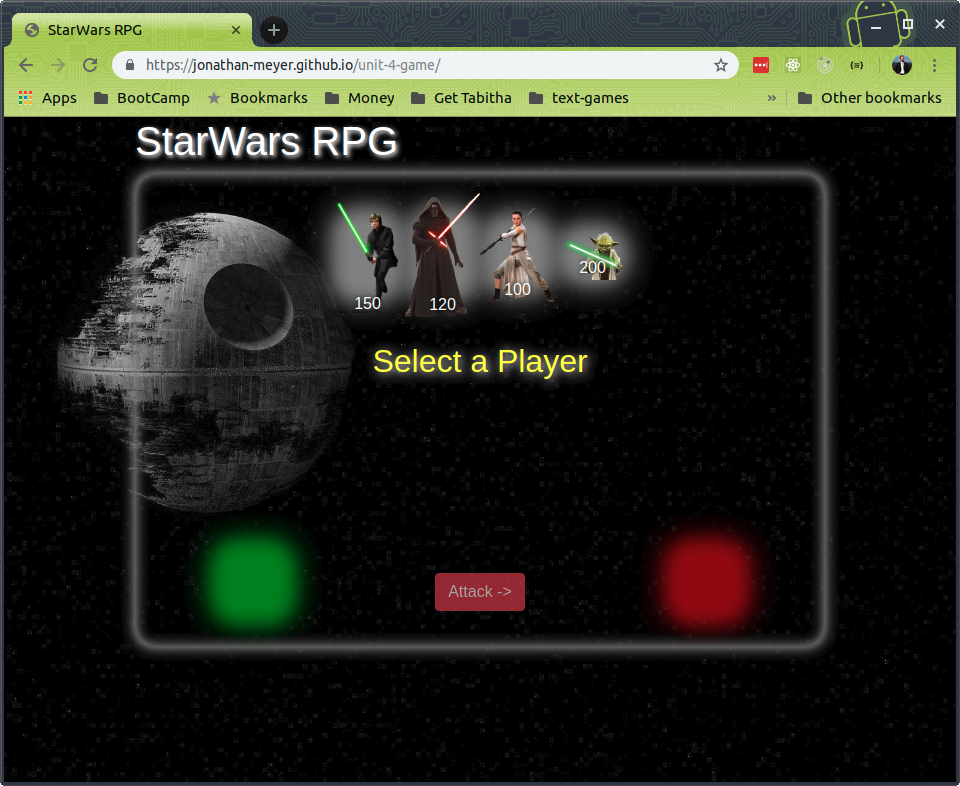 StarWars RPG
https://jonathan-meyer.github.io/unit-4-game/
Apps BootCamp Bookmarks Money Get Tabitha text-games » Other bookmarks
StarWars RPG
150 120 100 200
Select a Player
Attack ->